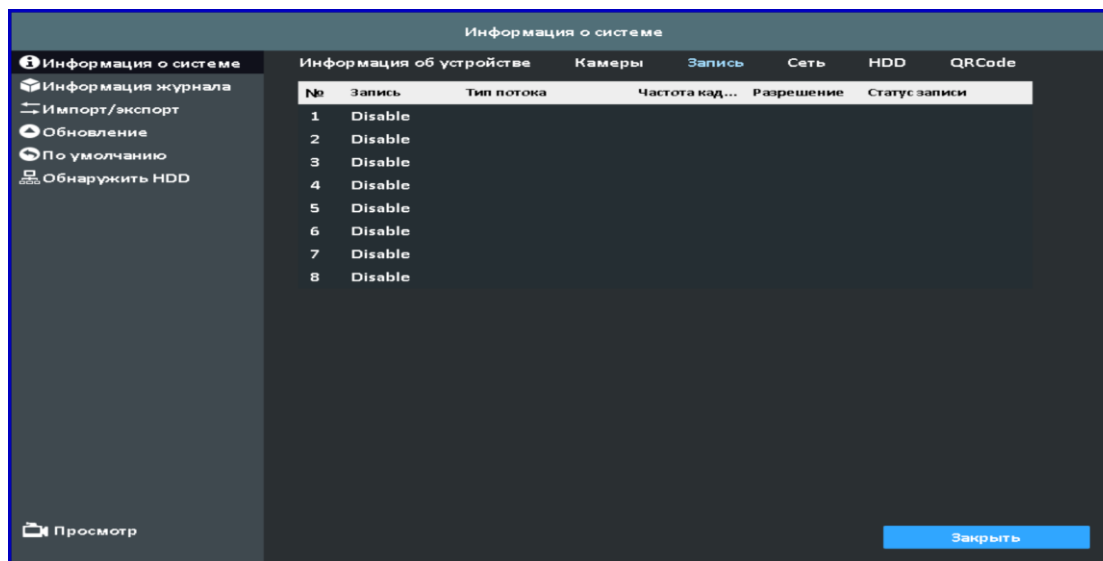 Информация о системе
Информация о системе
Информация журнала
Импорт/экспорт
Обновление
По умолчанию
Обнаружить HDD
Просмотр
Информация об устройстве Камеры Запись Сеть HDD QRCode
№ Запись Тип потока Частота кад... Разрешение Статус записи
1 Disable
2 Disable
3 Disable
4 Disable
5 Disable
6 Disable
7 Disable
8 Disable
Закрыть